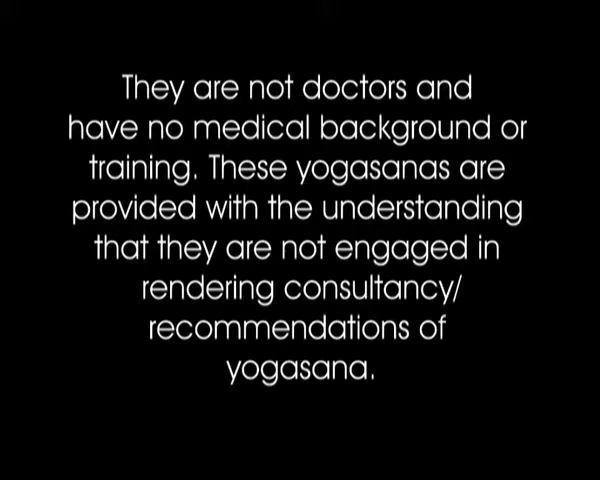 They are not doctors and
have no medical background or
training. These yogasanas are
provided with the understanding
that they are not engaged in
rendering consultancy/
recommendations of
yogasana.